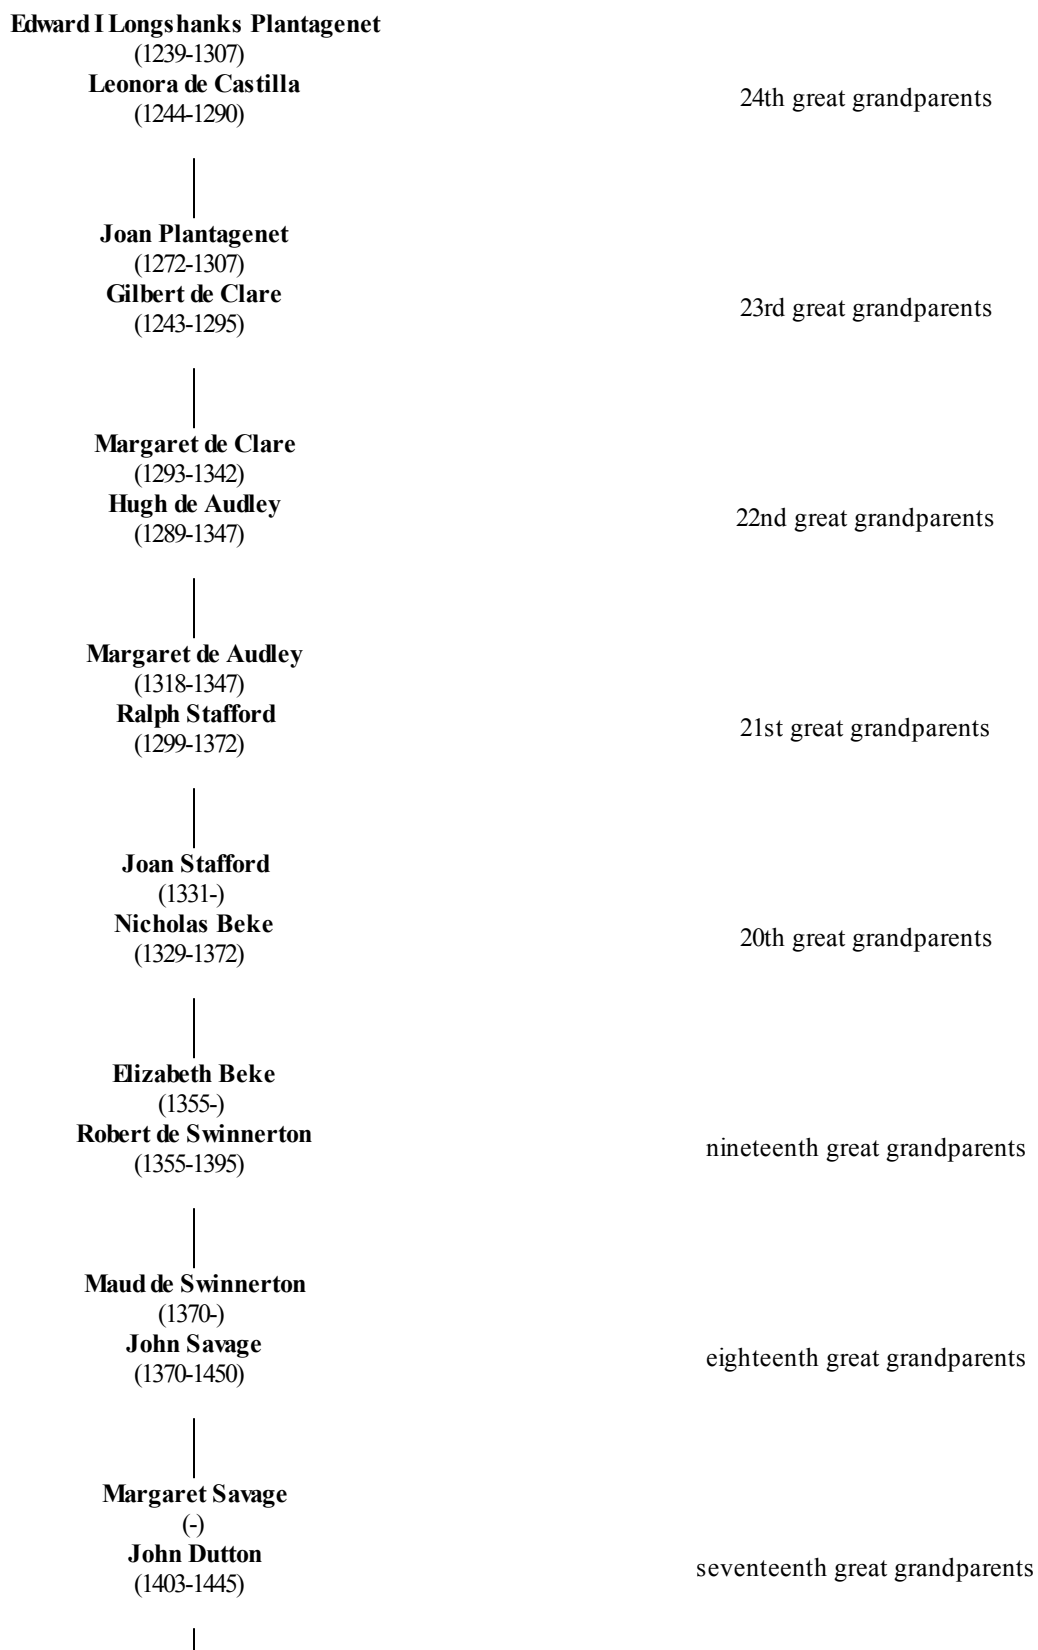 Edward I Longshanks Plantagenet
(1239-1307)
Leonora de Castilla
(1244-1290)
24th great grandparents
Joan Plantagenet
(1272-1307)
Gilbert de Clare
(1243-1295)
23rd great grandparents
Margaret de Clare
(1293-1342)
Hugh de Audley
(1289-1347)
22nd great grandparents
Margaret de Audley
(1318-1347)
Ralph Stafford
(1299-1372)
21st great grandparents
Joan Stafford
(1331-)
Nicholas Beke
(1329-1372)
20th great grandparents
Elizabeth Beke
(1355-)
Robert de Swinnerton
(1355-1395)
nineteenth great grandparents
Maud de Swinnerton
(1370-)
John Savage
(1370-1450)
eighteenth great grandparents
Margaret Savage
(-)
John Dutton
(1403-1445)
seventeenth great grandparents